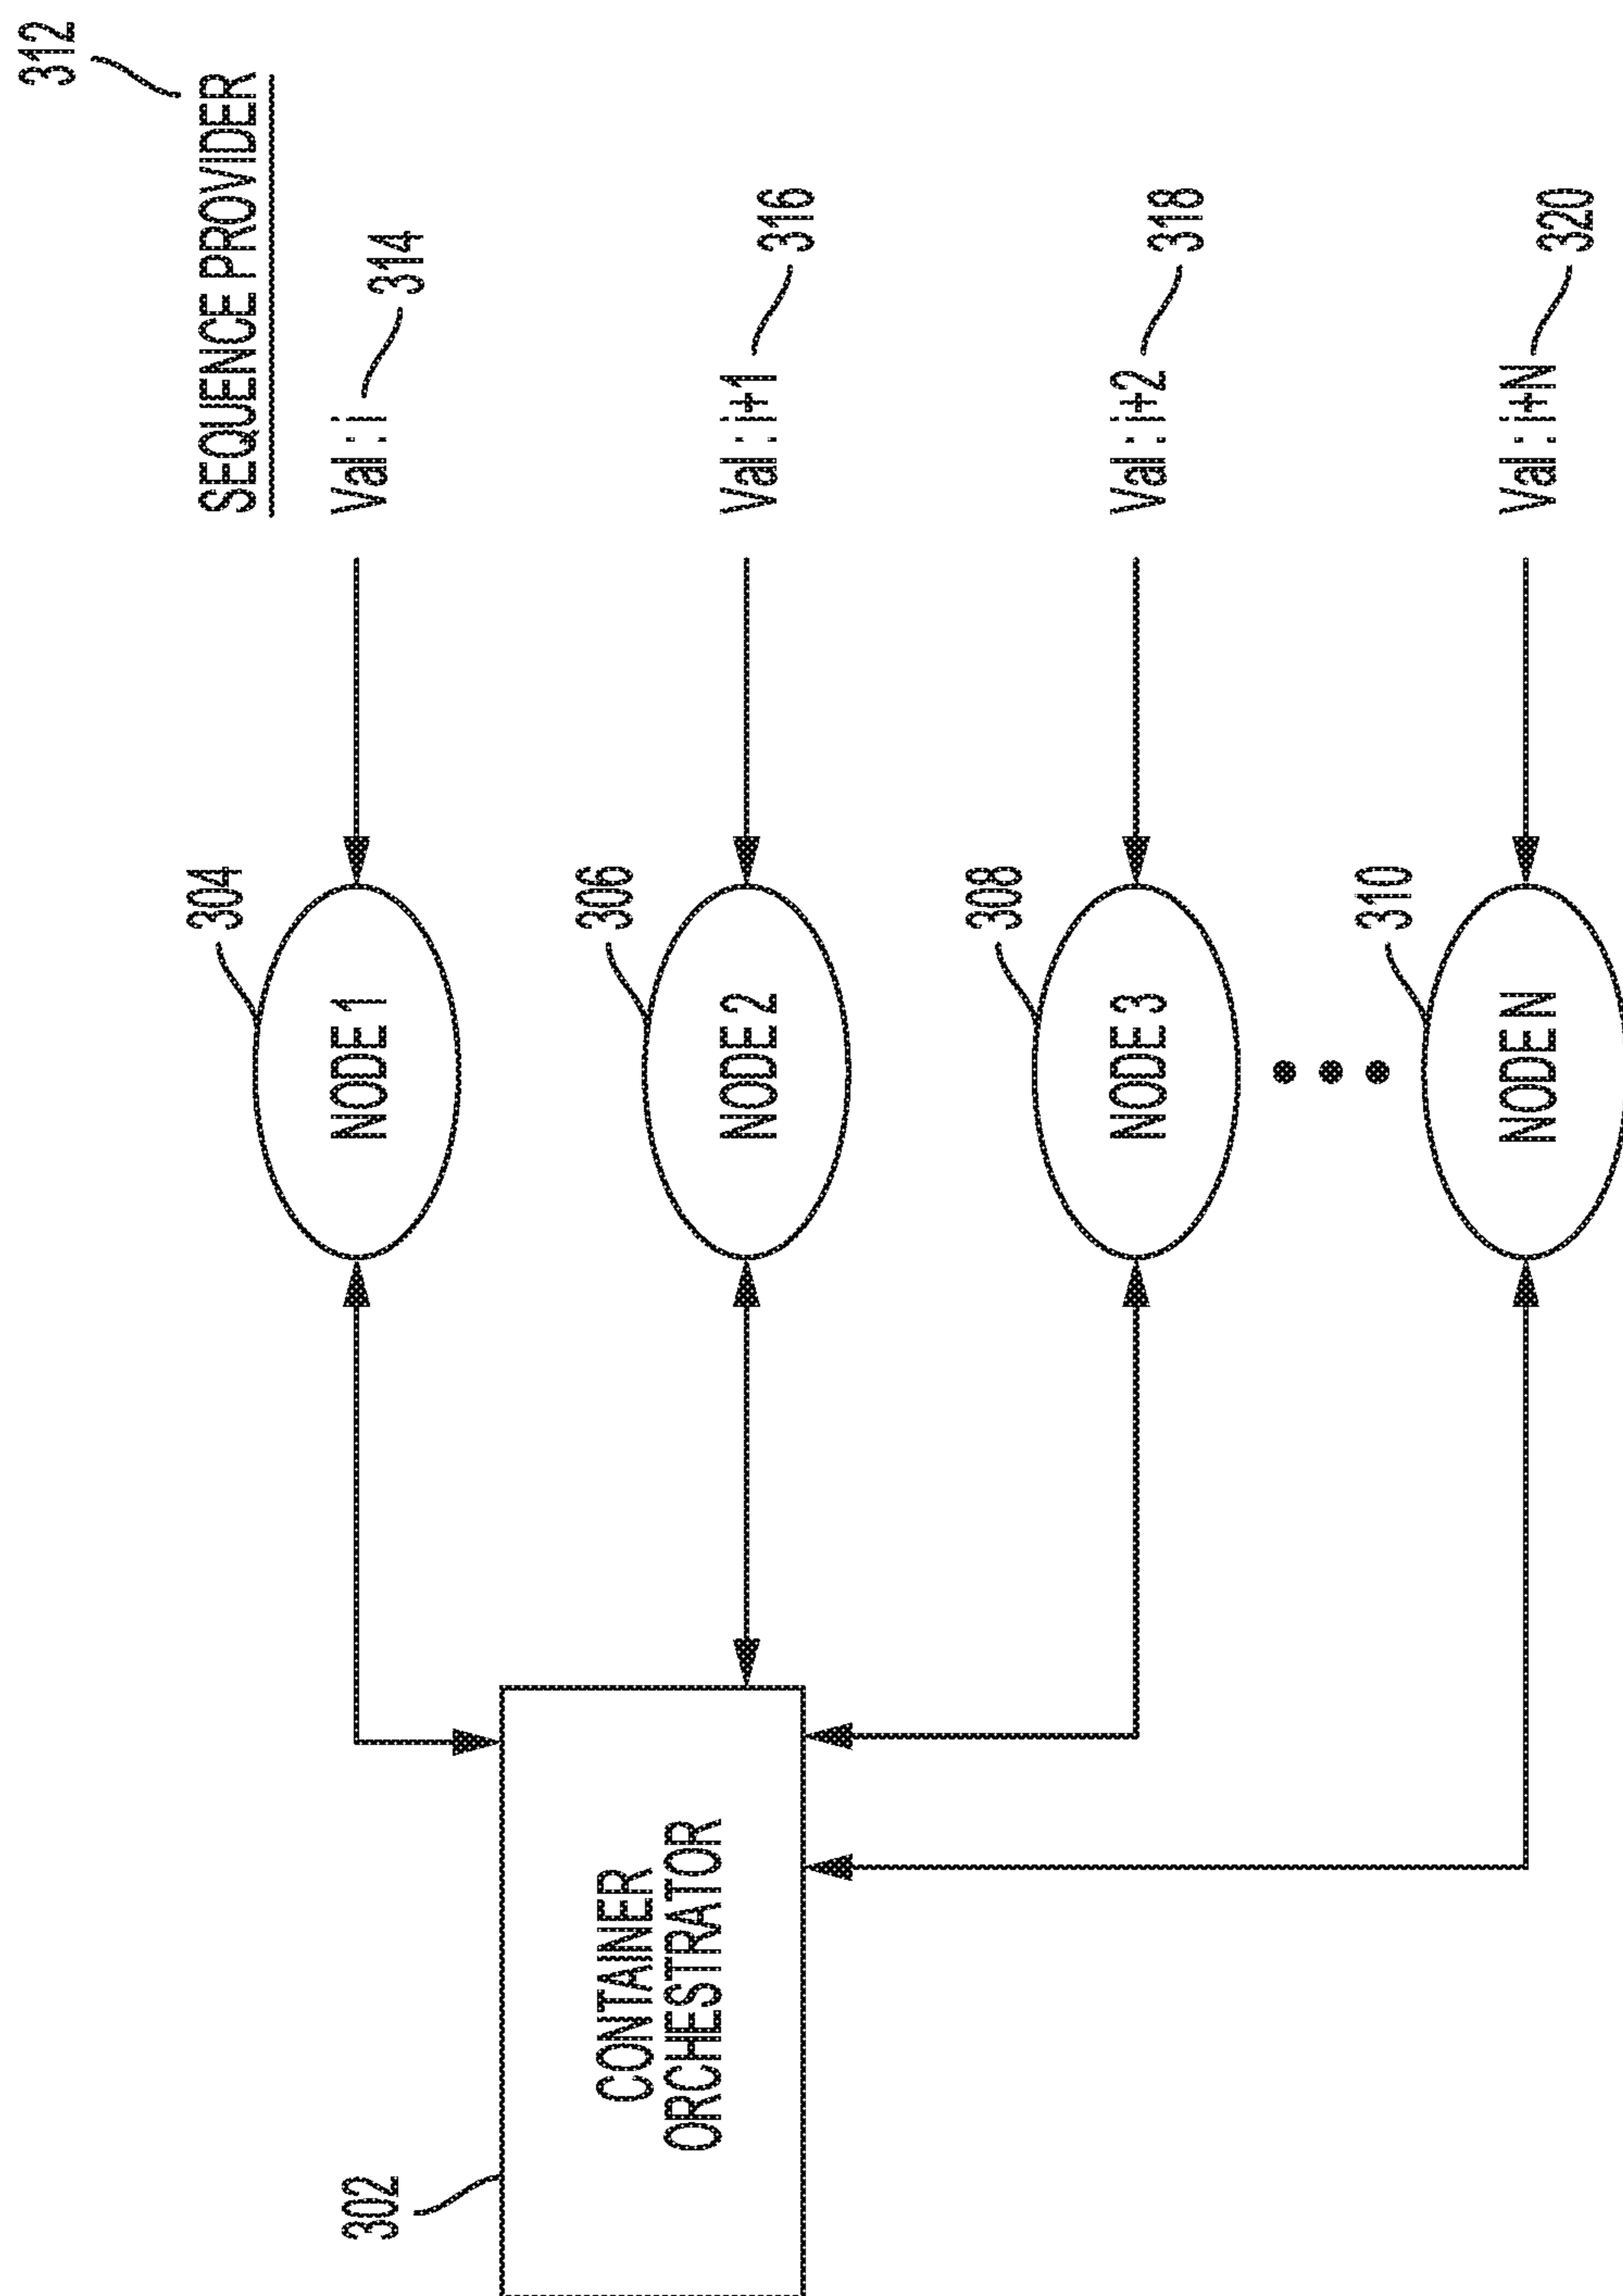 312
SEQUENCE PROVIDER
304
NODE 1
Val : i
314
306
NODE 2
Val : i+1
316
302
CONTAINER
ORCHESTRATOR
308
NODE 3
Val : i+2
318
310
NODE N
Val : i+N
320